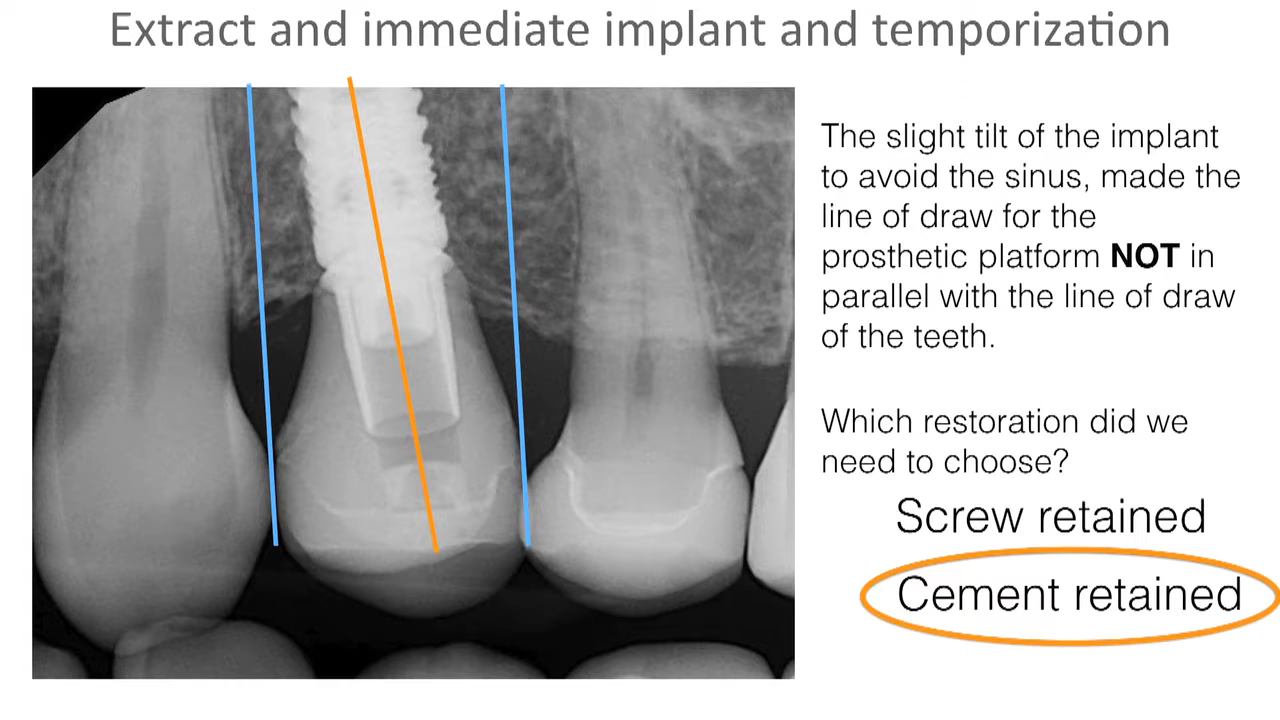 Extract and immediate implant and temporization
The slight tilt of the implant
to avoid the sinus, made the
line of draw for the
prosthetic platform NOT in
parallel with the line of draw
of the teeth.
Which restoration did we
need to choose?
Screw retained
Cement retained